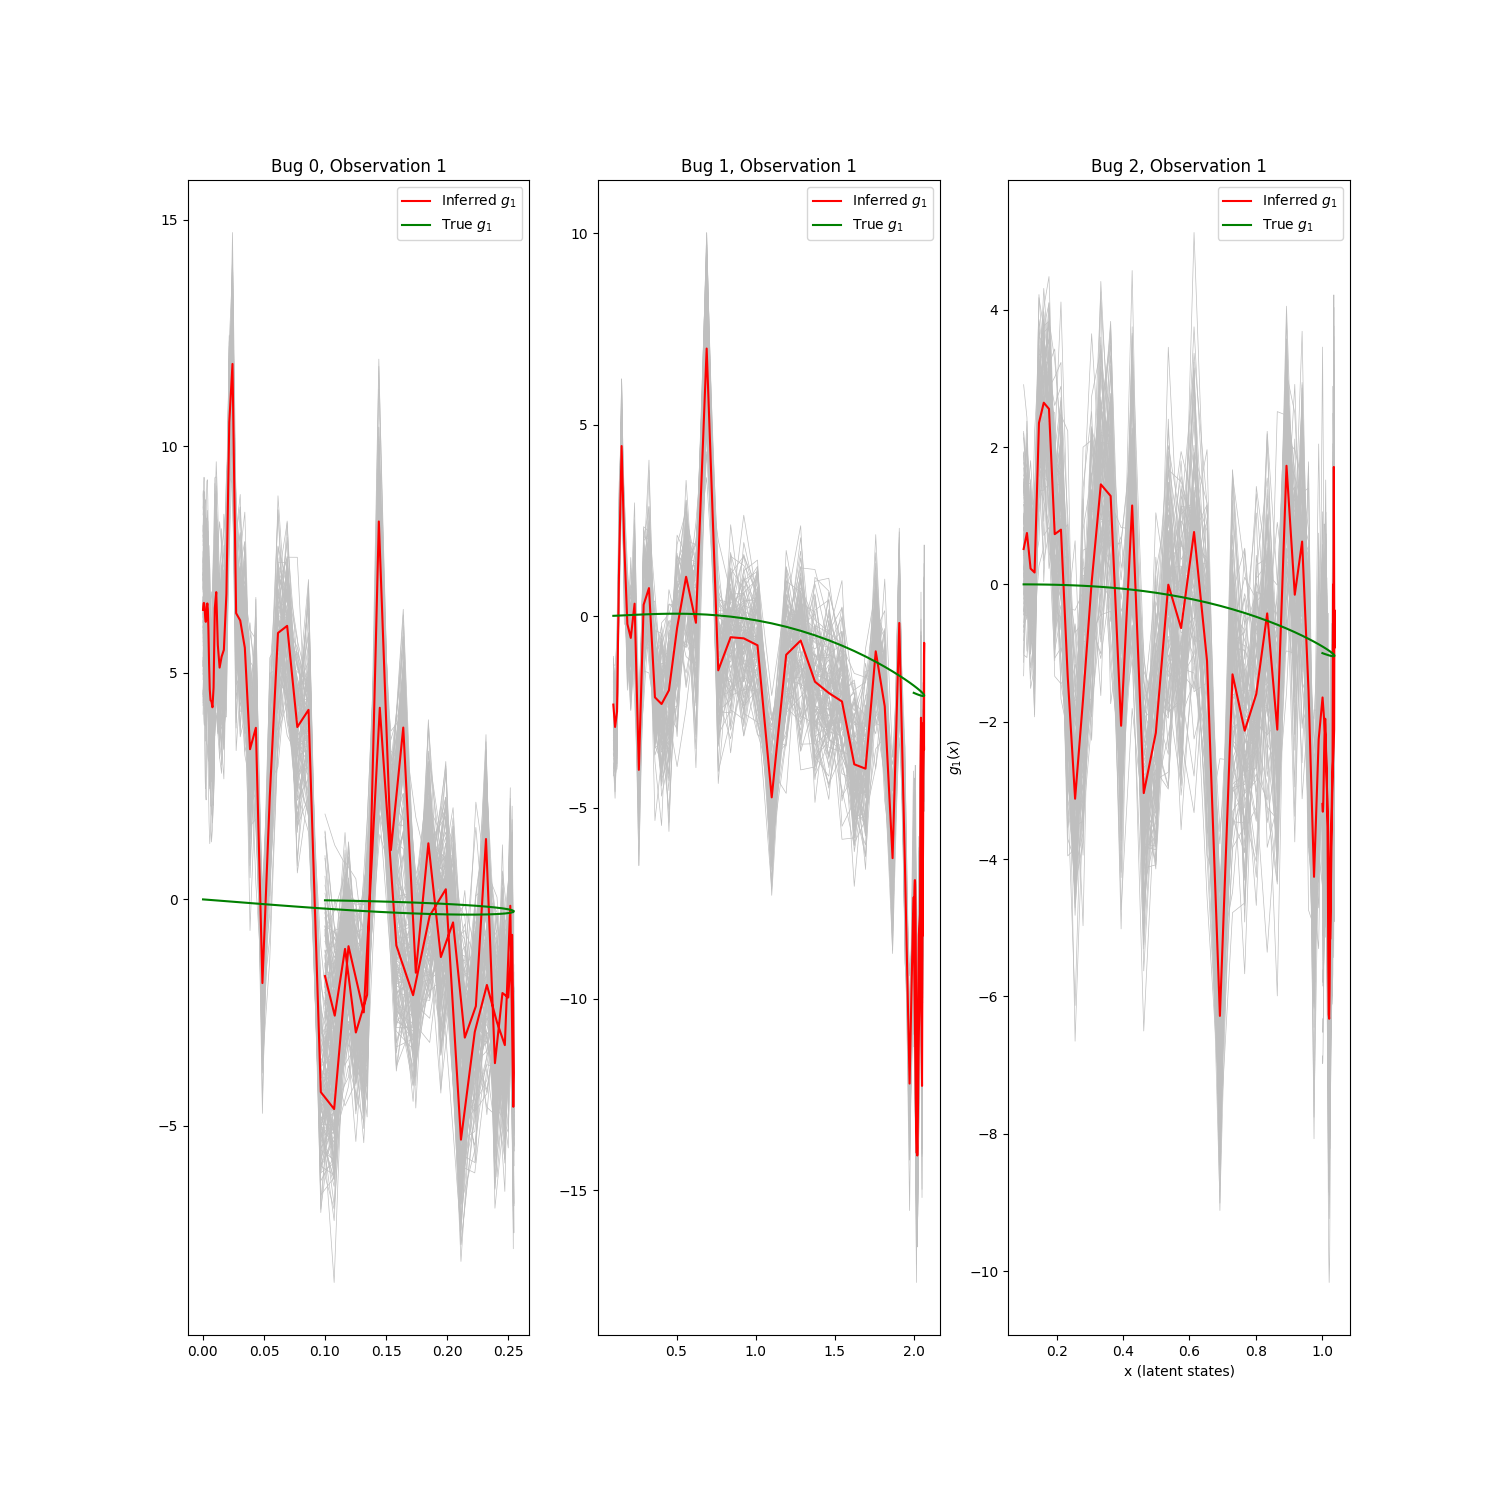 Bug 0, Observation 1
Inferred g₁
True g₁
15
10
5
0
−5
0.00 0.05 0.10 0.15 0.20 0.25
Bug 1, Observation 1
Inferred g₁
True g₁
10
5
0
−5
−10
−15
0.5 1.0 1.5 2.0
Bug 2, Observation 1
Inferred g₁
True g₁
g₁(x)
4
2
0
−2
−4
−6
−8
−10
0.2 0.4 0.6 0.8 1.0
x (latent states)